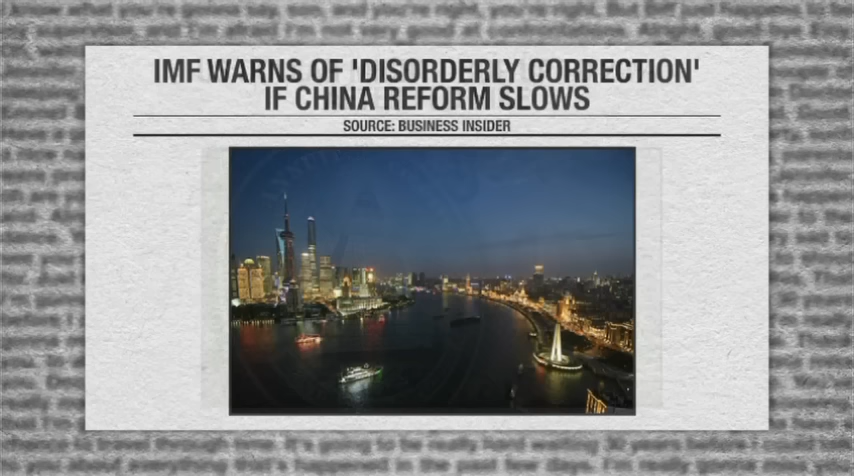 IMF WARNS OF 'DISORDERLY CORRECTION'
IF CHINA REFORM SLOWS
SOURCE: BUSINESS INSIDER